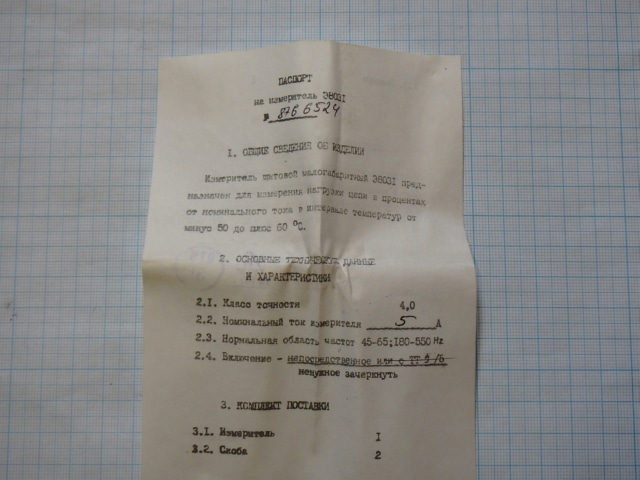 ПАСПОРТ
на измеритель Э8031
№ 876 6524
I. ОБЩИЕ СВЕДЕНИЯ ОБ ИЗДЕЛИИ
Измеритель щитовой малогабаритный Э8031 пред-
назначен для измерения нагрузки цепи в процентах
от номинального тока в интервале температур от
минус 50 до плюс 60 °С.
2. ОСНОВНЫЕ ТЕХНИЧЕСКИЕ ДАННЫЕ
И ХАРАКТЕРИСТИКИ
2.1. Класс точности 4,0
2.2. Номинальный ток измерителя 5 А
2.3. Нормальная область частот 45-65;180-550 Hz
2.4. Включение - непосредственное или с ТТ /5
ненужное зачеркнуть
3. КОМПЛЕКТ ПОСТАВКИ
3.1. Измеритель I
3.2. Скоба 2